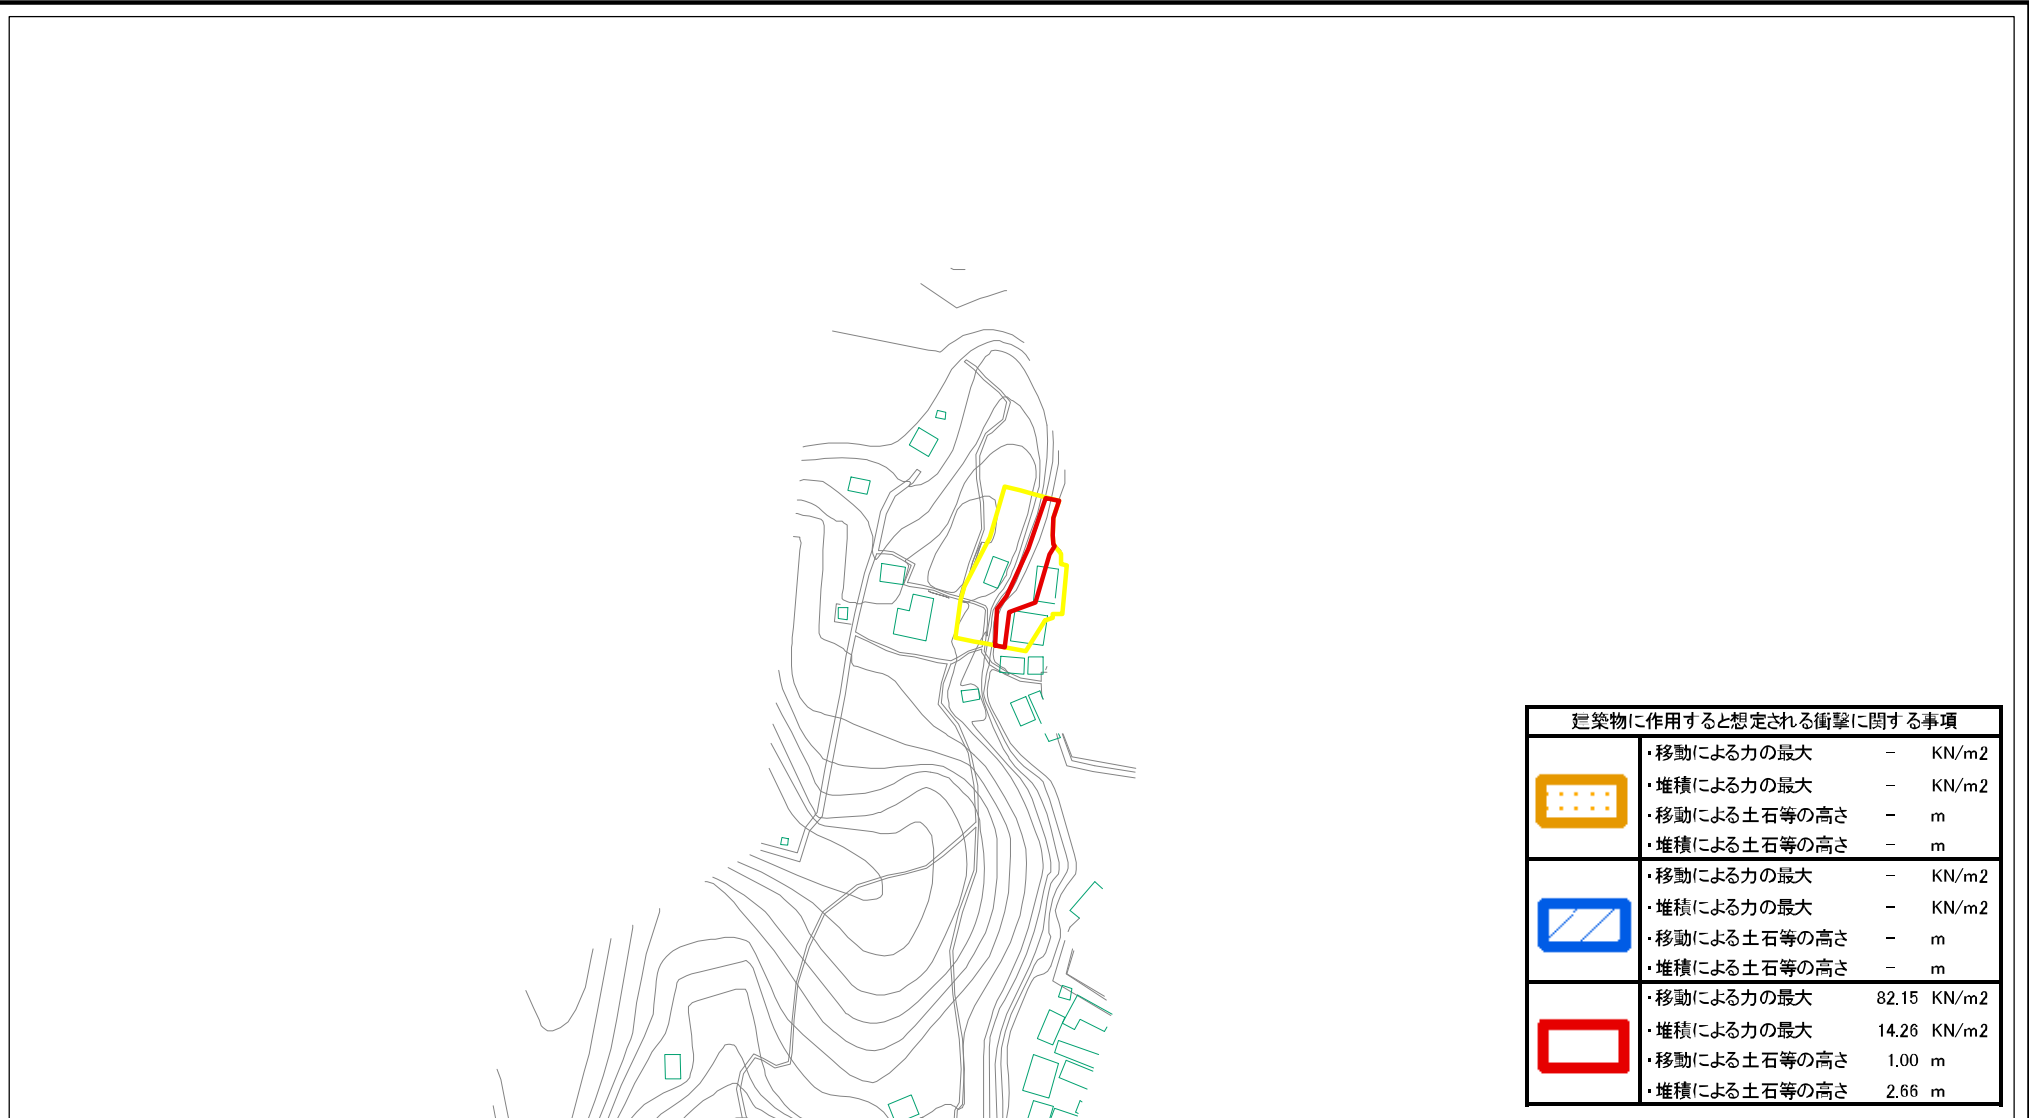 建築物に作用すると想定される衝撃に関する事項
・移動による力の最大 － KN/m2
・堆積による力の最大 － KN/m2
・移動による土石等の高さ － m
・堆積による土石等の高さ － m
・移動による力の最大 － KN/m2
・堆積による力の最大 － KN/m2
・移動による土石等の高さ － m
・堆積による土石等の高さ － m
・移動による力の最大 82.15 KN/m2
・堆積による力の最大 14.26 KN/m2
・移動による土石等の高さ 1.00 m
・堆積による土石等の高さ 2.66 m